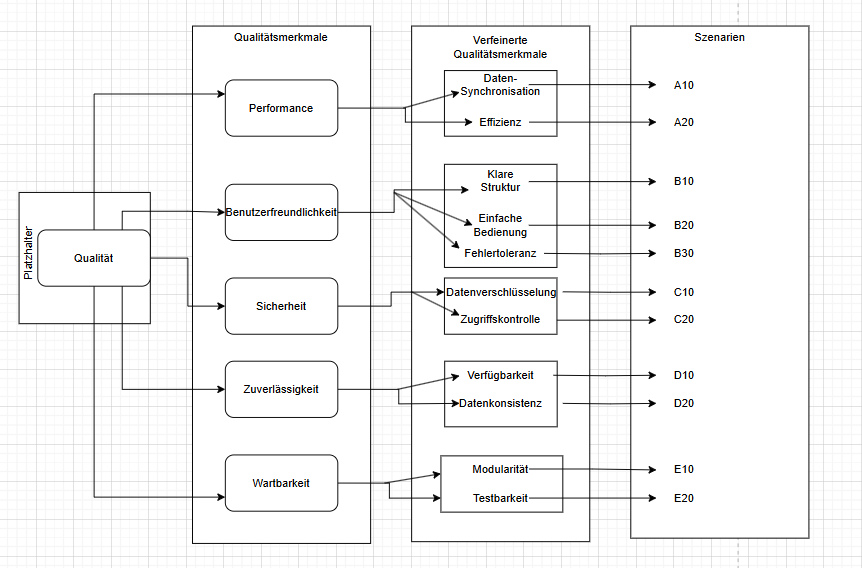 Qualitätsmerkmale
Verfeinerte
Qualitätsmerkmale
Szenarien
Platzhalter
Qualität
Performance
Daten-
Synchronisation
Effizienz
A10
A20
Benutzerfreundlichkeit
Klare
Struktur
Einfache
Bedienung
Fehlertoleranz
B10
B20
B30
Sicherheit
Datenverschlüsselung
Zugriffskontrolle
C10
C20
Zuverlässigkeit
Verfügbarkeit
Datenkonsistenz
D10
D20
Wartbarkeit
Modularität
Testbarkeit
E10
E20